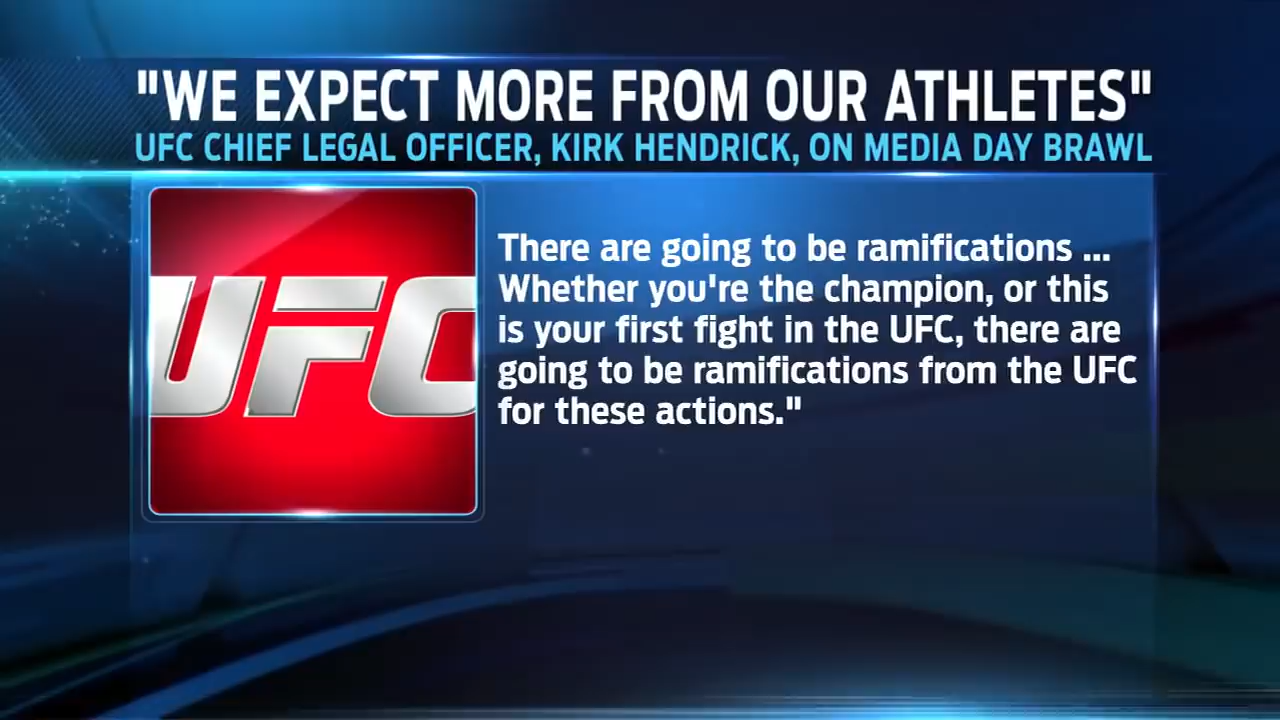 "WE EXPECT MORE FROM OUR ATHLETES"
UFC CHIEF LEGAL OFFICER, KIRK HENDRICK, ON MEDIA DAY BRAWL
UFC
There are going to be ramifications ...
Whether you're the champion, or this
is your first fight in the UFC, there are
going to be ramifications from the UFC
for these actions."